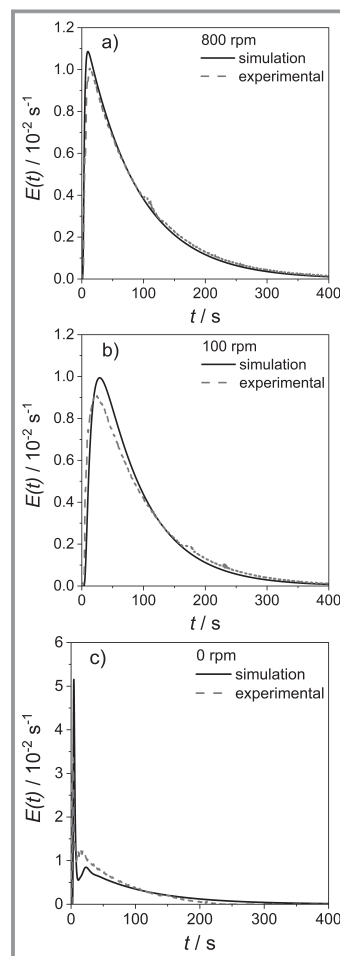 a)
800 rpm
simulation
experimental
E(t) / 10⁻² s⁻¹
1.2
1.0
0.8
0.6
0.4
0.2
0.0
0 100 200 300 400
t / s
b)
100 rpm
simulation
experimental
E(t) / 10⁻² s⁻¹
1.2
1.0
0.8
0.6
0.4
0.2
0.0
0 100 200 300 400
t / s
c)
0 rpm
simulation
experimental
E(t) / 10⁻² s⁻¹
6
5
4
3
2
1
0
0 100 200 300 400
t / s